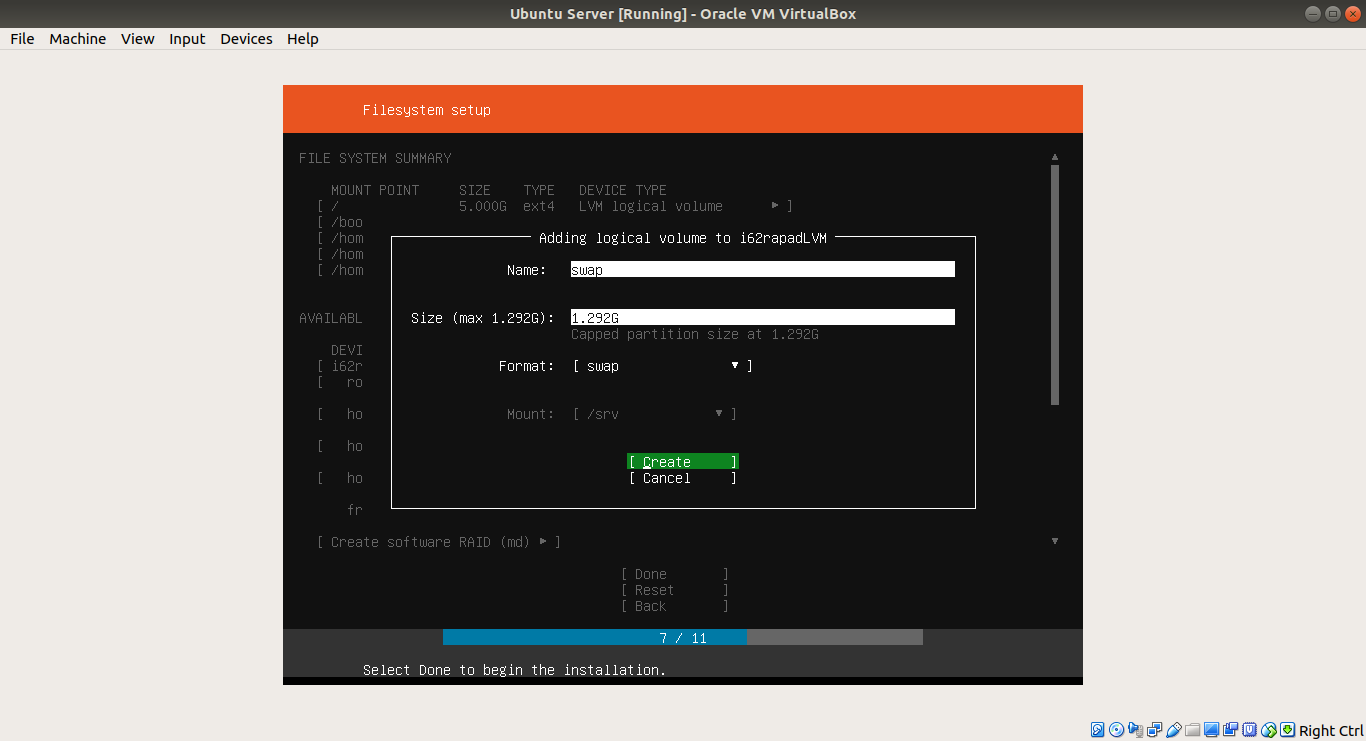 Ubuntu Server [Running] - Oracle VM VirtualBox
File Machine View Input Devices Help
Filesystem setup
FILE SYSTEM SUMMARY
MOUNT POINT SIZE TYPE DEVICE TYPE
[ / 5.000G ext4 LVM logical volume ▸ ]
[ /boo
[ /hom
[ /hom
[ /hom
Adding logical volume to i62rapadLVM
Name: swap
AVAILABL
Size (max 1.292G): 1.292G
Capped partition size at 1.292G
DEVI
[ i62r
Format: [ swap ▾ ]
[ ro
[ ho
Mount: [ /srv ▾ ]
[ ho
[ Create ]
[ ho
[ Cancel ]
fr
[ Create software RAID (md) ▸ ]
[ Done ]
[ Reset ]
[ Back ]
7 / 11
Select Done to begin the installation.
Right Ctrl